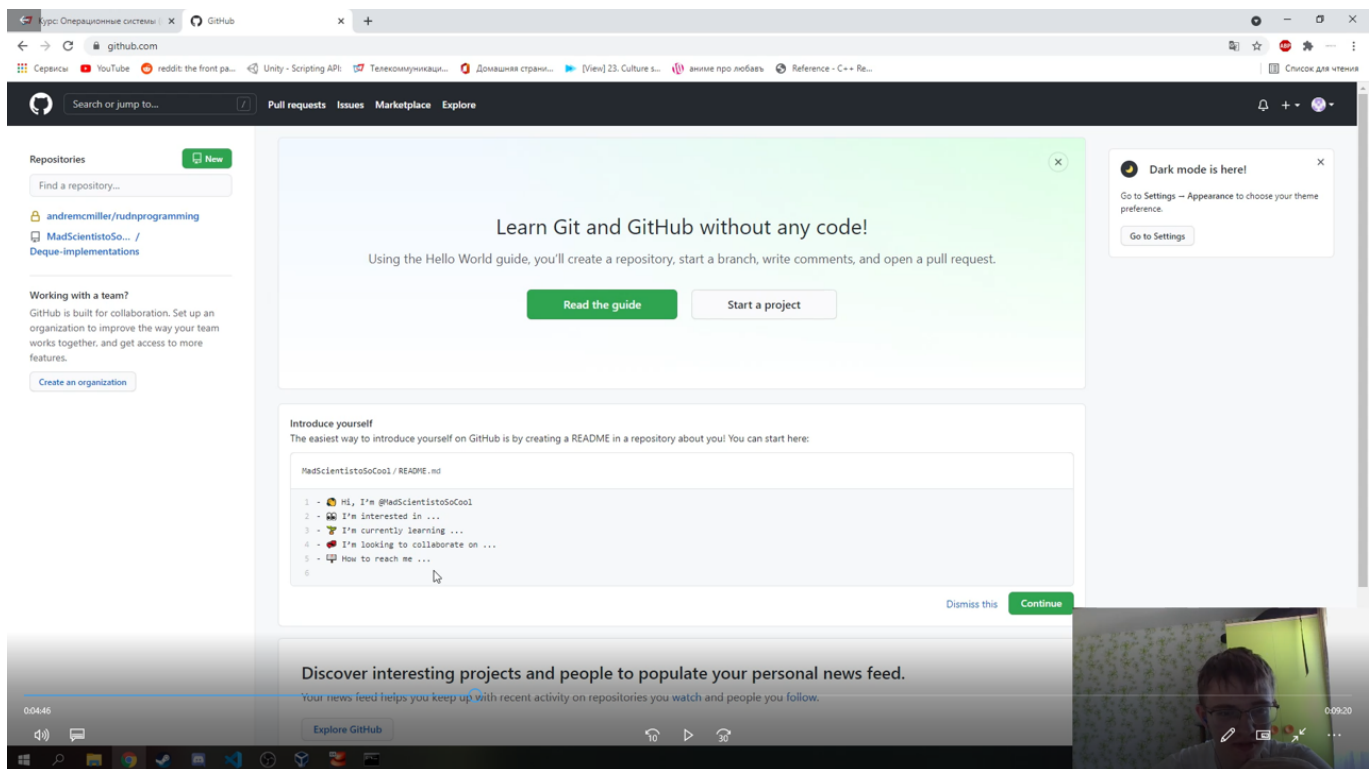 Курс: Операционные системы
GitHub
github.com
Сервисы
YouTube
reddit: the front pa...
Unity - Scripting API:
Телекоммуникаци...
Домашняя страни...
[View] 23. Culture s...
аниме про любовь
Reference - C++ Re...
Список для чтения
Search or jump to...
/
Pull requests Issues Marketplace Explore
Repositories
New
Find a repository...
andremcmiller/rudnprogramming
MadScientistoSo... /
Deque-implementations
Working with a team?
GitHub is built for collaboration. Set up an
organization to improve the way your team
works together, and get access to more
features.
Create an organization
Learn Git and GitHub without any code!
Using the Hello World guide, you'll create a repository, start a branch, write comments, and open a pull request.
Read the guide
Start a project
Dark mode is here!
Go to Settings → Appearance to choose your theme
preference.
Go to Settings
Introduce yourself
The easiest way to introduce yourself on GitHub is by creating a README in a repository about you! You can start here:
MadScientistoSoCool / README.md
1 - 👋 Hi, I'm @MadScientistoSoCool
2 - 👀 I'm interested in ...
3 - 🌱 I'm currently learning ...
4 - 💞️ I'm looking to collaborate on ...
5 - 📫 How to reach me ...
6
Dismiss this
Continue
Discover interesting projects and people to populate your personal news feed.
Your news feed helps you keep up with recent activity on repositories you watch and people you follow.
Explore GitHub
0:04:46
0:09:20
10
30